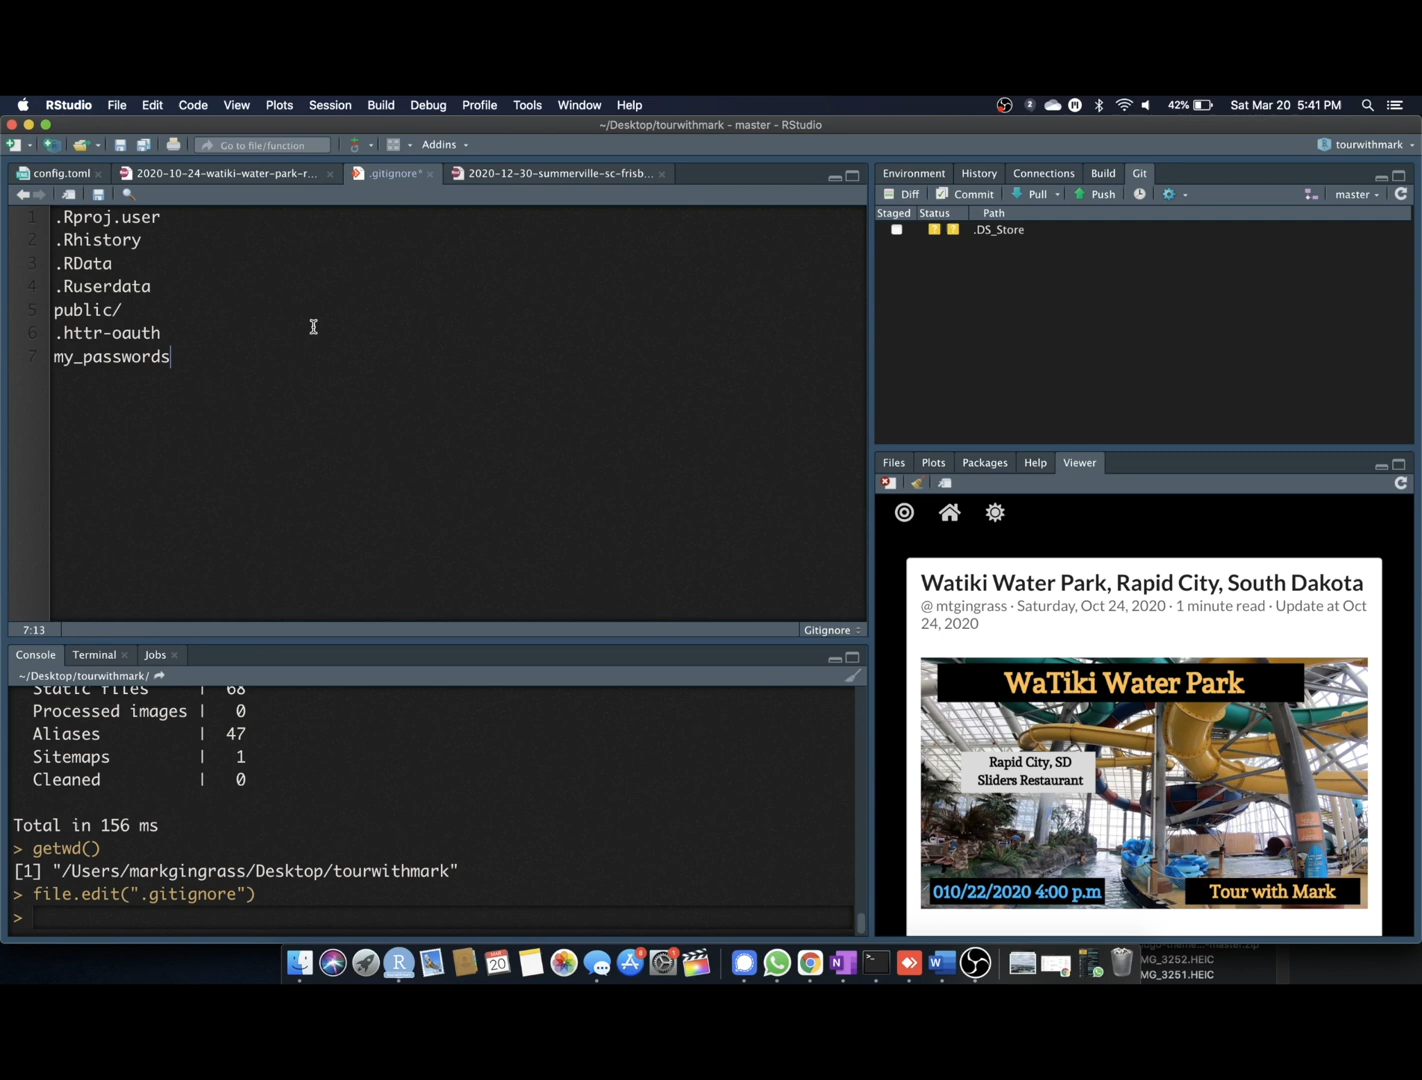 RStudio File Edit Code View Plots Session Build Debug Profile Tools Window Help 2 42% Sat Mar 20 5:41 PM
~/Desktop/tourwithmark - master - RStudio
Go to file/function Addins tourwithmark
config.toml 2020-10-24-watiki-water-park-r... .gitignore* 2020-12-30-summerville-sc-frisb...
1 .Rproj.user
2 .Rhistory
3 .RData
4 .Ruserdata
5 public/
6 .httr-oauth
7 my_passwords
7:13 Gitignore
Console Terminal Jobs
~/Desktop/tourwithmark/
Static files | 68
Processed images | 0
Aliases | 47
Sitemaps | 1
Cleaned | 0
Total in 156 ms
> getwd()
[1] "/Users/markgingrass/Desktop/tourwithmark"
> file.edit(".gitignore")
>
Environment History Connections Build Git
Diff Commit Pull Push master
Staged Status Path
? ? .DS_Store
Files Plots Packages Help Viewer
Watiki Water Park, Rapid City, South Dakota
@ mtgingrass · Saturday, Oct 24, 2020 · 1 minute read · Update at Oct
24, 2020
WaTiki Water Park
Rapid City, SD
Sliders Restaurant
010/22/2020 4:00 p.m
Tour with Mark
MG_3252.HEIC
MG_3251.HEIC